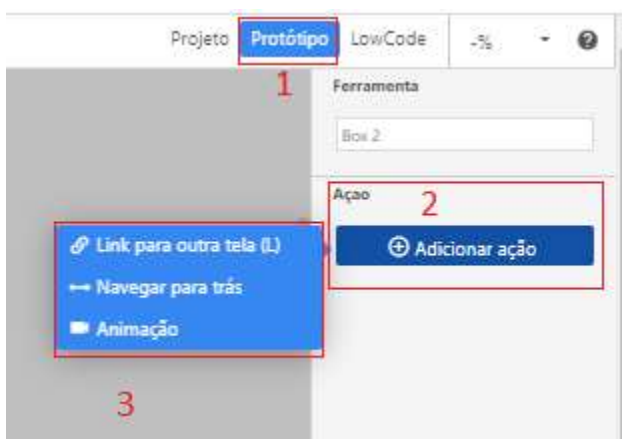 Projeto Protótipo LowCode -%
1
Ferramenta
Box 2
Açao
2
Adicionar ação
Link para outra tela (L)
Navegar para trás
Animação
3